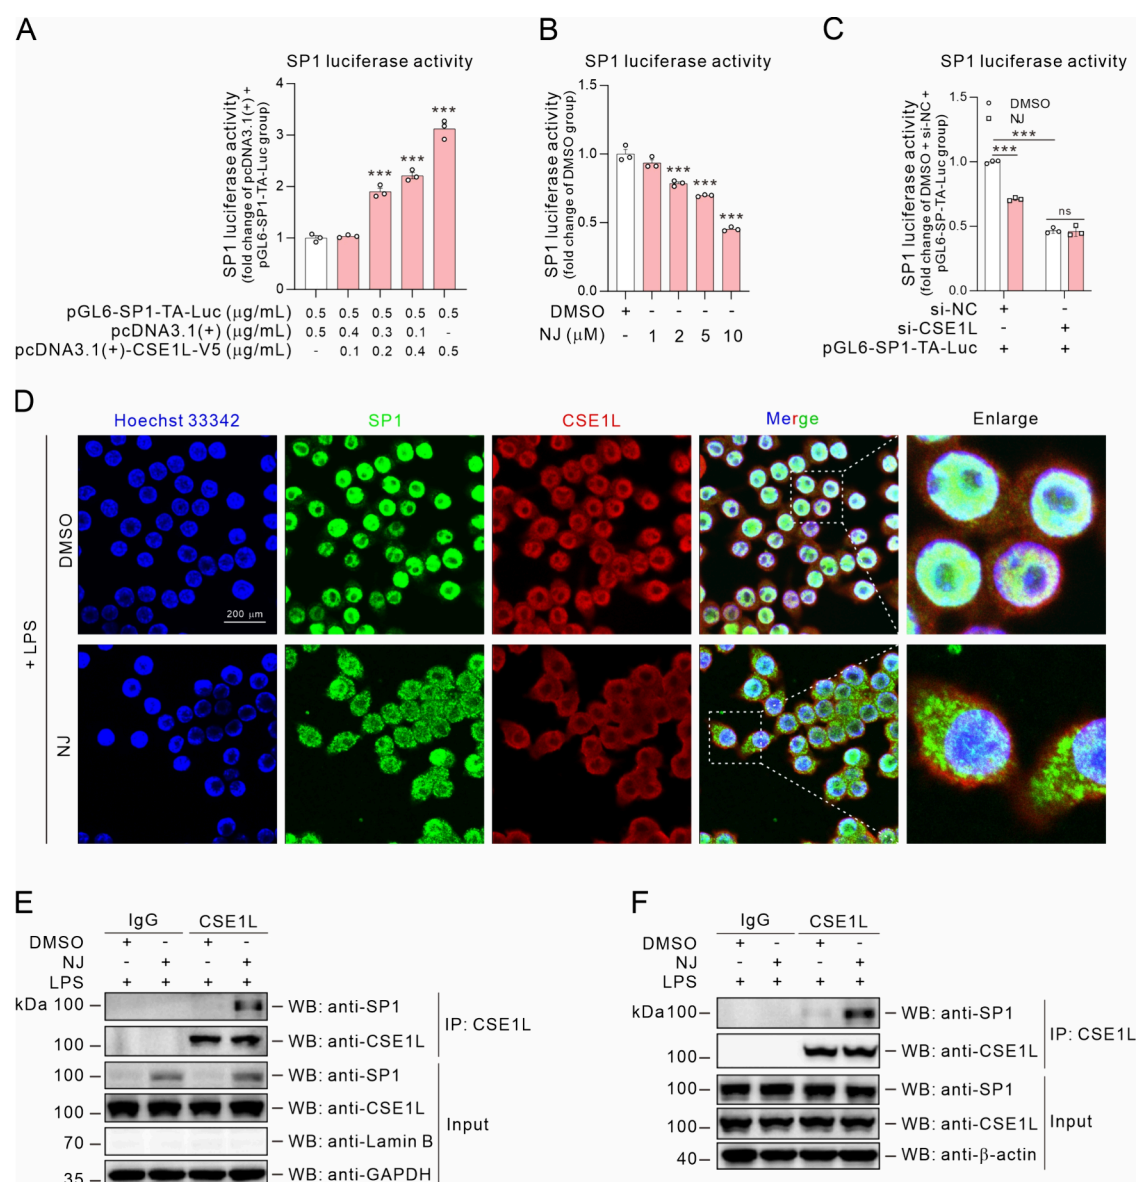 A
SP1 luciferase activity
SP1 luciferase activity
(fold change of pcDNA3.1(+) +
pGL6-SP1-TA-Luc group)
4
3
2
1
0
***
***
***
pGL6-SP1-TA-Luc (μg/mL) 0.5 0.5 0.5 0.5 0.5
pcDNA3.1(+) (μg/mL) 0.5 0.4 0.3 0.1 -
pcDNA3.1(+)-CSE1L-V5(μg/mL) - 0.1 0.2 0.4 0.5
B
SP1 luciferase activity
SP1 luciferase activity
(fold change of DMSO group)
1.5
1.0
0.5
0.0
***
***
***
DMSO + - - - -
NJ (μM) - 1 2 5 10
C
SP1 luciferase activity
SP1 luciferase activity
(fold change of DMSO + si-NC +
pGL6-SP-TA-Luc group)
1.5
1.0
0.5
0.0
DMSO
NJ
***
***
ns
si-NC + -
si-CSE1L - +
pGL6-SP1-TA-Luc + +
D
Hoechst 33342 SP1 CSE1L Merge Enlarge
+ LPS
DMSO
200 μm
NJ
E
IgG CSE1L
DMSO + - + -
NJ - + - +
LPS + + + +
kDa 100 WB: anti-SP1
100 WB: anti-CSE1L
IP: CSE1L
100 WB: anti-SP1
100 WB: anti-CSE1L
70 WB: anti-Lamin B
35 WB: anti-GAPDH
Input
F
IgG CSE1L
DMSO + - + -
NJ - + - +
LPS + + + +
kDa 100 WB: anti-SP1
100 WB: anti-CSE1L
IP: CSE1L
100 WB: anti-SP1
100 WB: anti-CSE1L
40 WB: anti-β-actin
Input